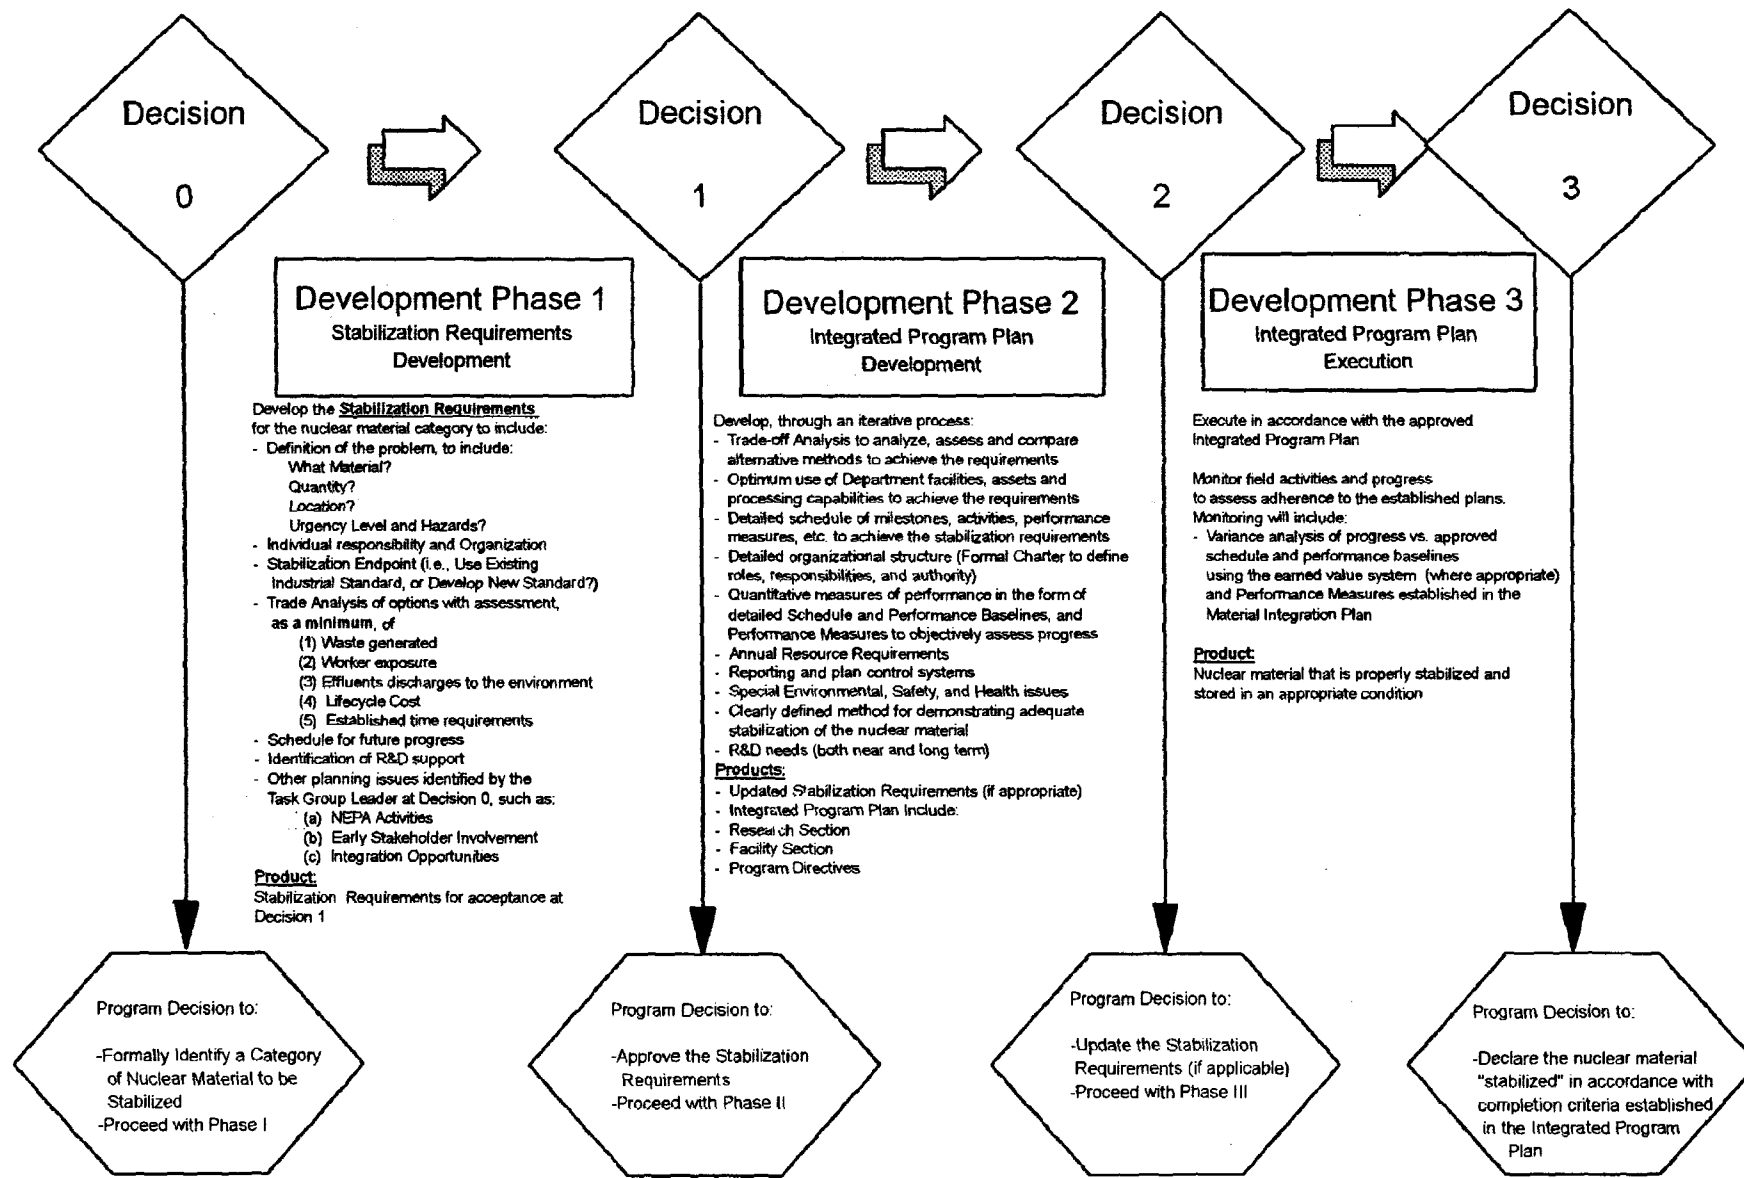 Decision
0
Decision
1
Decision
2
Decision
3
Development Phase 1
Stabilization Requirements
Development
Develop the Stabilization Requirements
for the nuclear material category to include:
- Definition of the problem, to include:
What Material?
Quantity?
Location?
Urgency Level and Hazards?
- Individual responsibility and Organization
- Stabilization Endpoint (i.e., Use Existing
Industrial Standard, or Develop New Standard?)
- Trade Analysis of options with assessment,
as a minimum, of
(1) Waste generated
(2) Worker exposure
(3) Effluents discharges to the environment
(4) Lifecycle Cost
(5) Established time requirements
- Schedule for future progress
- Identification of R&D support
- Other planning issues identified by the
Task Group Leader at Decision 0, such as:
(a) NEPA Activities
(b) Early Stakeholder Involvement
(c) Integration Opportunities
Product:
Stabilization Requirements for acceptance at
Decision 1
Development Phase 2
Integrated Program Plan
Development
Develop, through an iterative process:
- Trade-off Analysis to analyze, assess and compare
alternative methods to achieve the requirements
- Optimum use of Department facilities, assets and
processing capabilities to achieve the requirements
- Detailed schedule of milestones, activities, performance
measures, etc. to achieve the stabilization requirements
- Detailed organizational structure (Formal Charter to define
roles, responsibilities, and authority)
- Quantitative measures of performance in the form of
detailed Schedule and Performance Baselines, and
Performance Measures to objectively assess progress
- Annual Resource Requirements
- Reporting and plan control systems
- Special Environmental, Safety, and Health issues
- Clearly defined method for demonstrating adequate
stabilization of the nuclear material
- R&D needs (both near and long term)
Products:
- Updated Stabilization Requirements (if appropriate)
- Integrated Program Plan Include:
- Research Section
- Facility Section
- Program Directives
Development Phase 3
Integrated Program Plan
Execution
Execute in accordance with the approved
Integrated Program Plan
Monitor field activities and progress
to assess adherence to the established plans.
Monitoring will include:
- Variance analysis of progress vs. approved
schedule and performance baselines
using the earned value system (where appropriate)
and Performance Measures established in the
Material Integration Plan
Product:
Nuclear material that is properly stabilized and
stored in an appropriate condition
Program Decision to:
-Formally Identify a Category
of Nuclear Material to be
Stabilized
-Proceed with Phase I
Program Decision to:
-Approve the Stabilization
Requirements
-Proceed with Phase II
Program Decision to:
-Update the Stabilization
Requirements (if applicable)
-Proceed with Phase III
Program Decision to:
-Declare the nuclear material
"stabilized" in accordance with
completion criteria established
in the Integrated Program
Plan